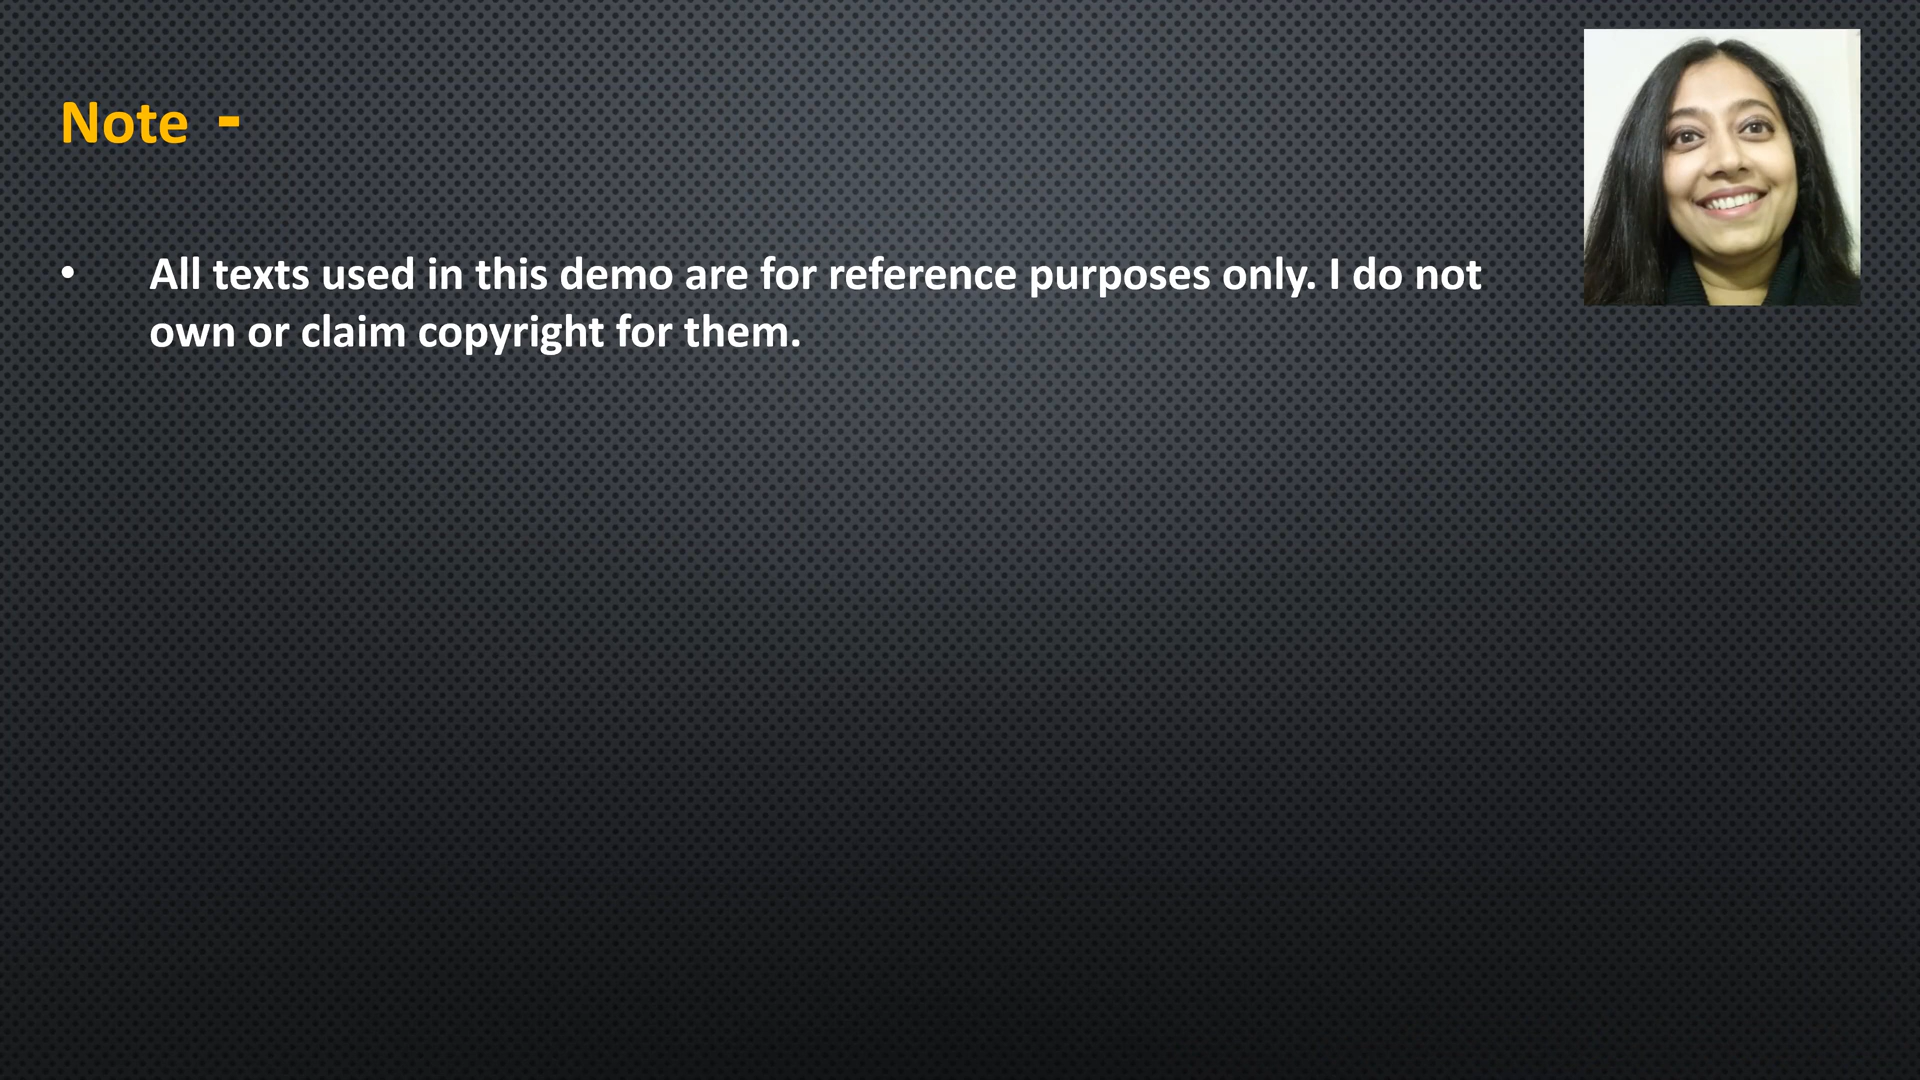 Note -
• All texts used in this demo are for reference purposes only. I do not
own or claim copyright for them.